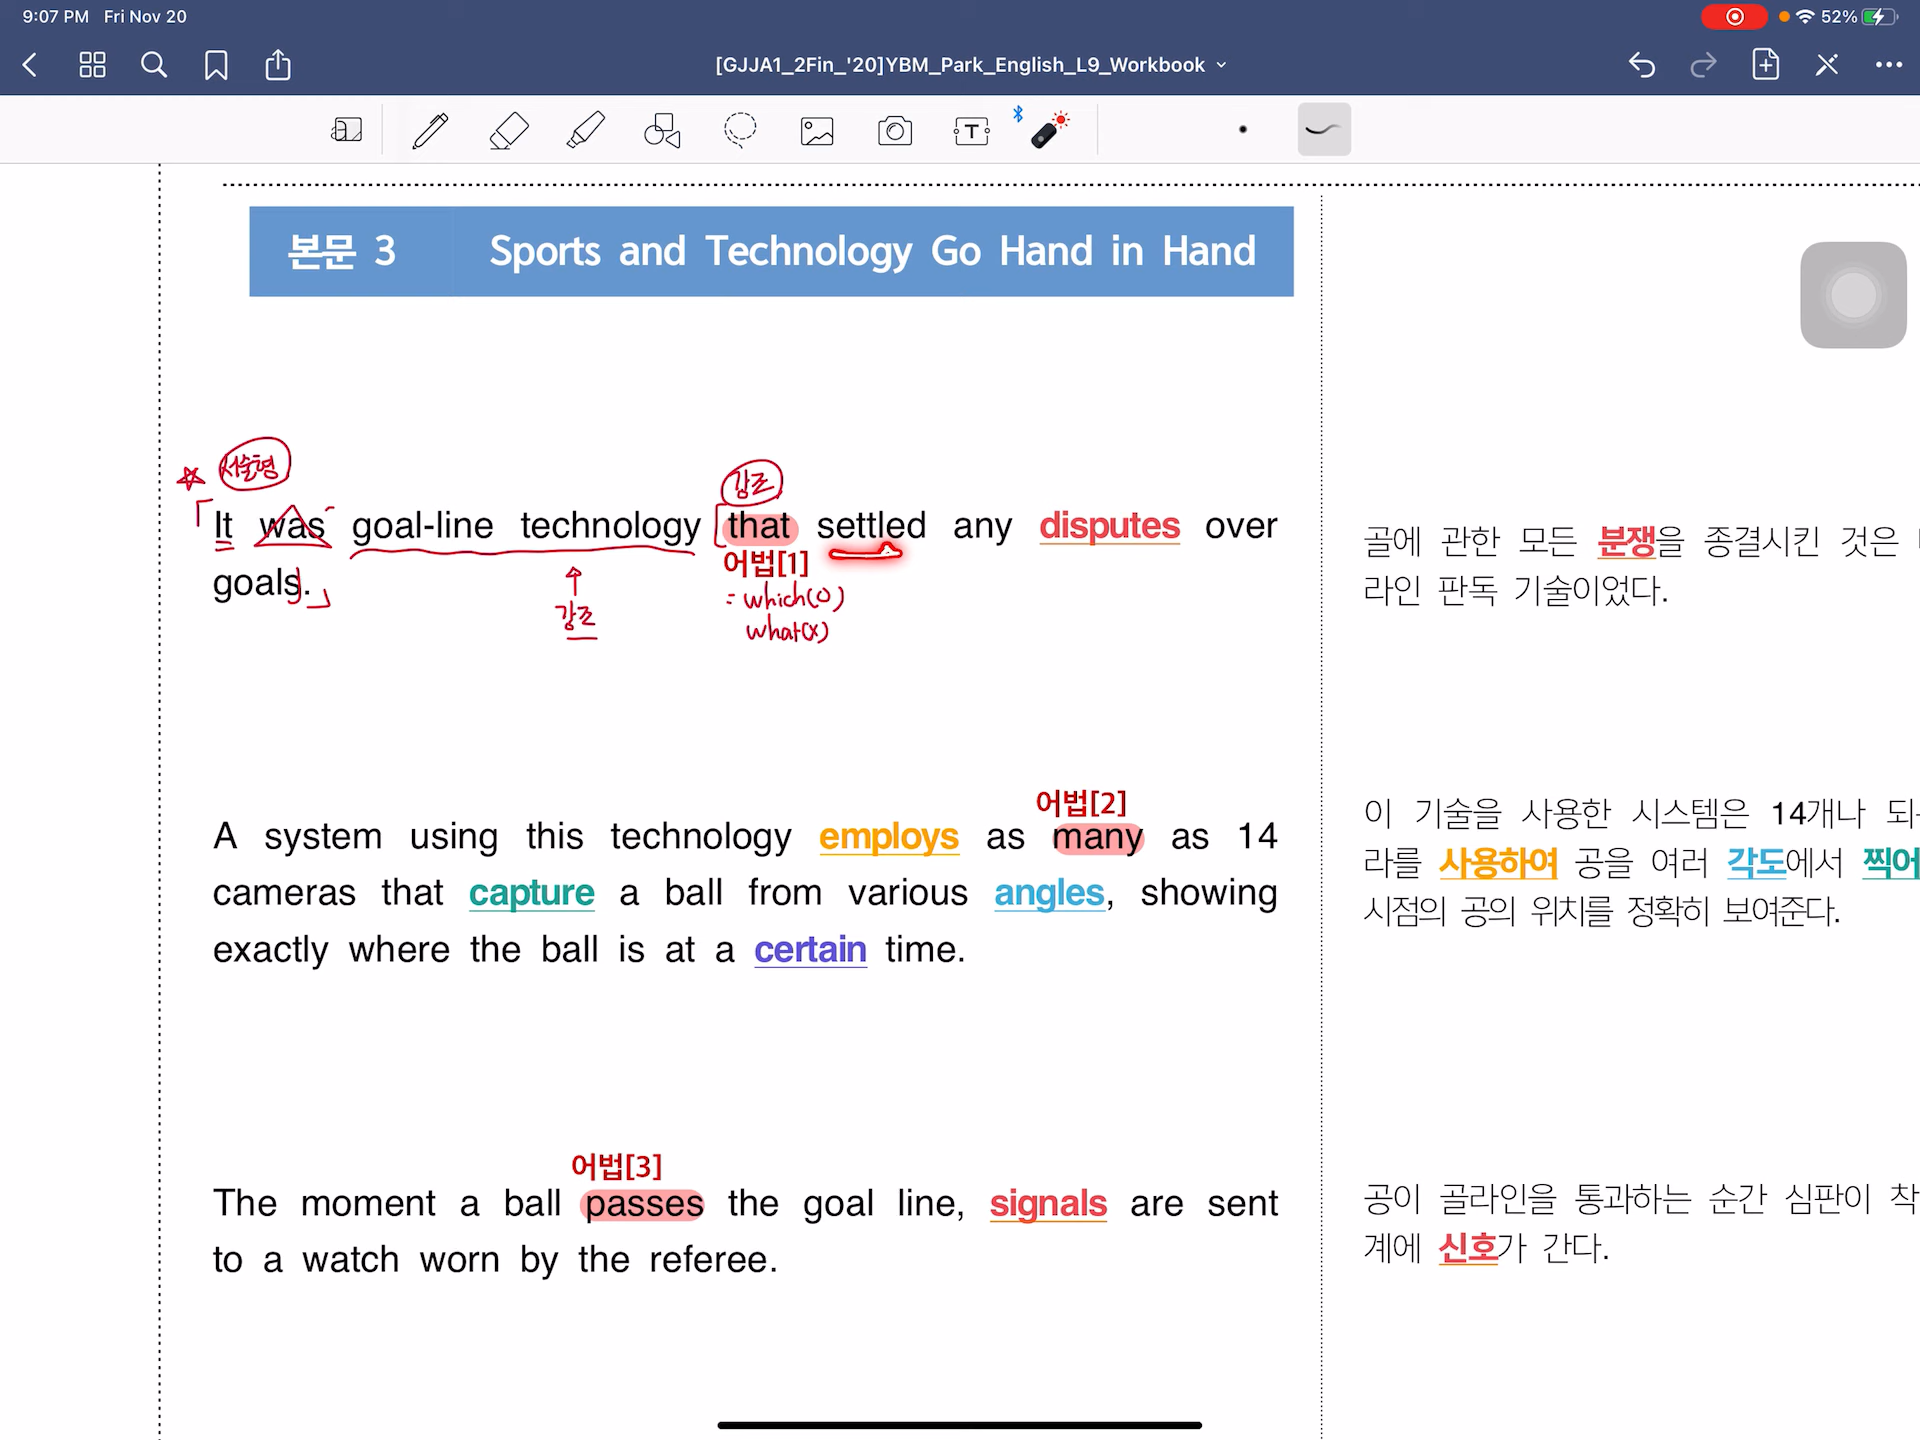 9:07 PM Fri Nov 20
52%
[GJJA1_2Fin_'20]YBM_Park_English_L9_Workbook
본문 3 Sports and Technology Go Hand in Hand
서술형
강조
It was goal-line technology that settled any disputes over
어법[1]
goals.
= which(O)
강조
what(x)
골에 관한 모든 분쟁을 종결시킨 것은
라인 판독 기술이었다.
어법[2]
A system using this technology employs as many as 14
cameras that capture a ball from various angles, showing
exactly where the ball is at a certain time.
이 기술을 사용한 시스템은 14개나
라를 사용하여 공을 여러 각도에서 찍어
시점의 공의 위치를 정확히 보여준다.
어법[3]
The moment a ball passes the goal line, signals are sent
to a watch worn by the referee.
공이 골라인을 통과하는 순간 심판이 착
계에 신호가 간다.